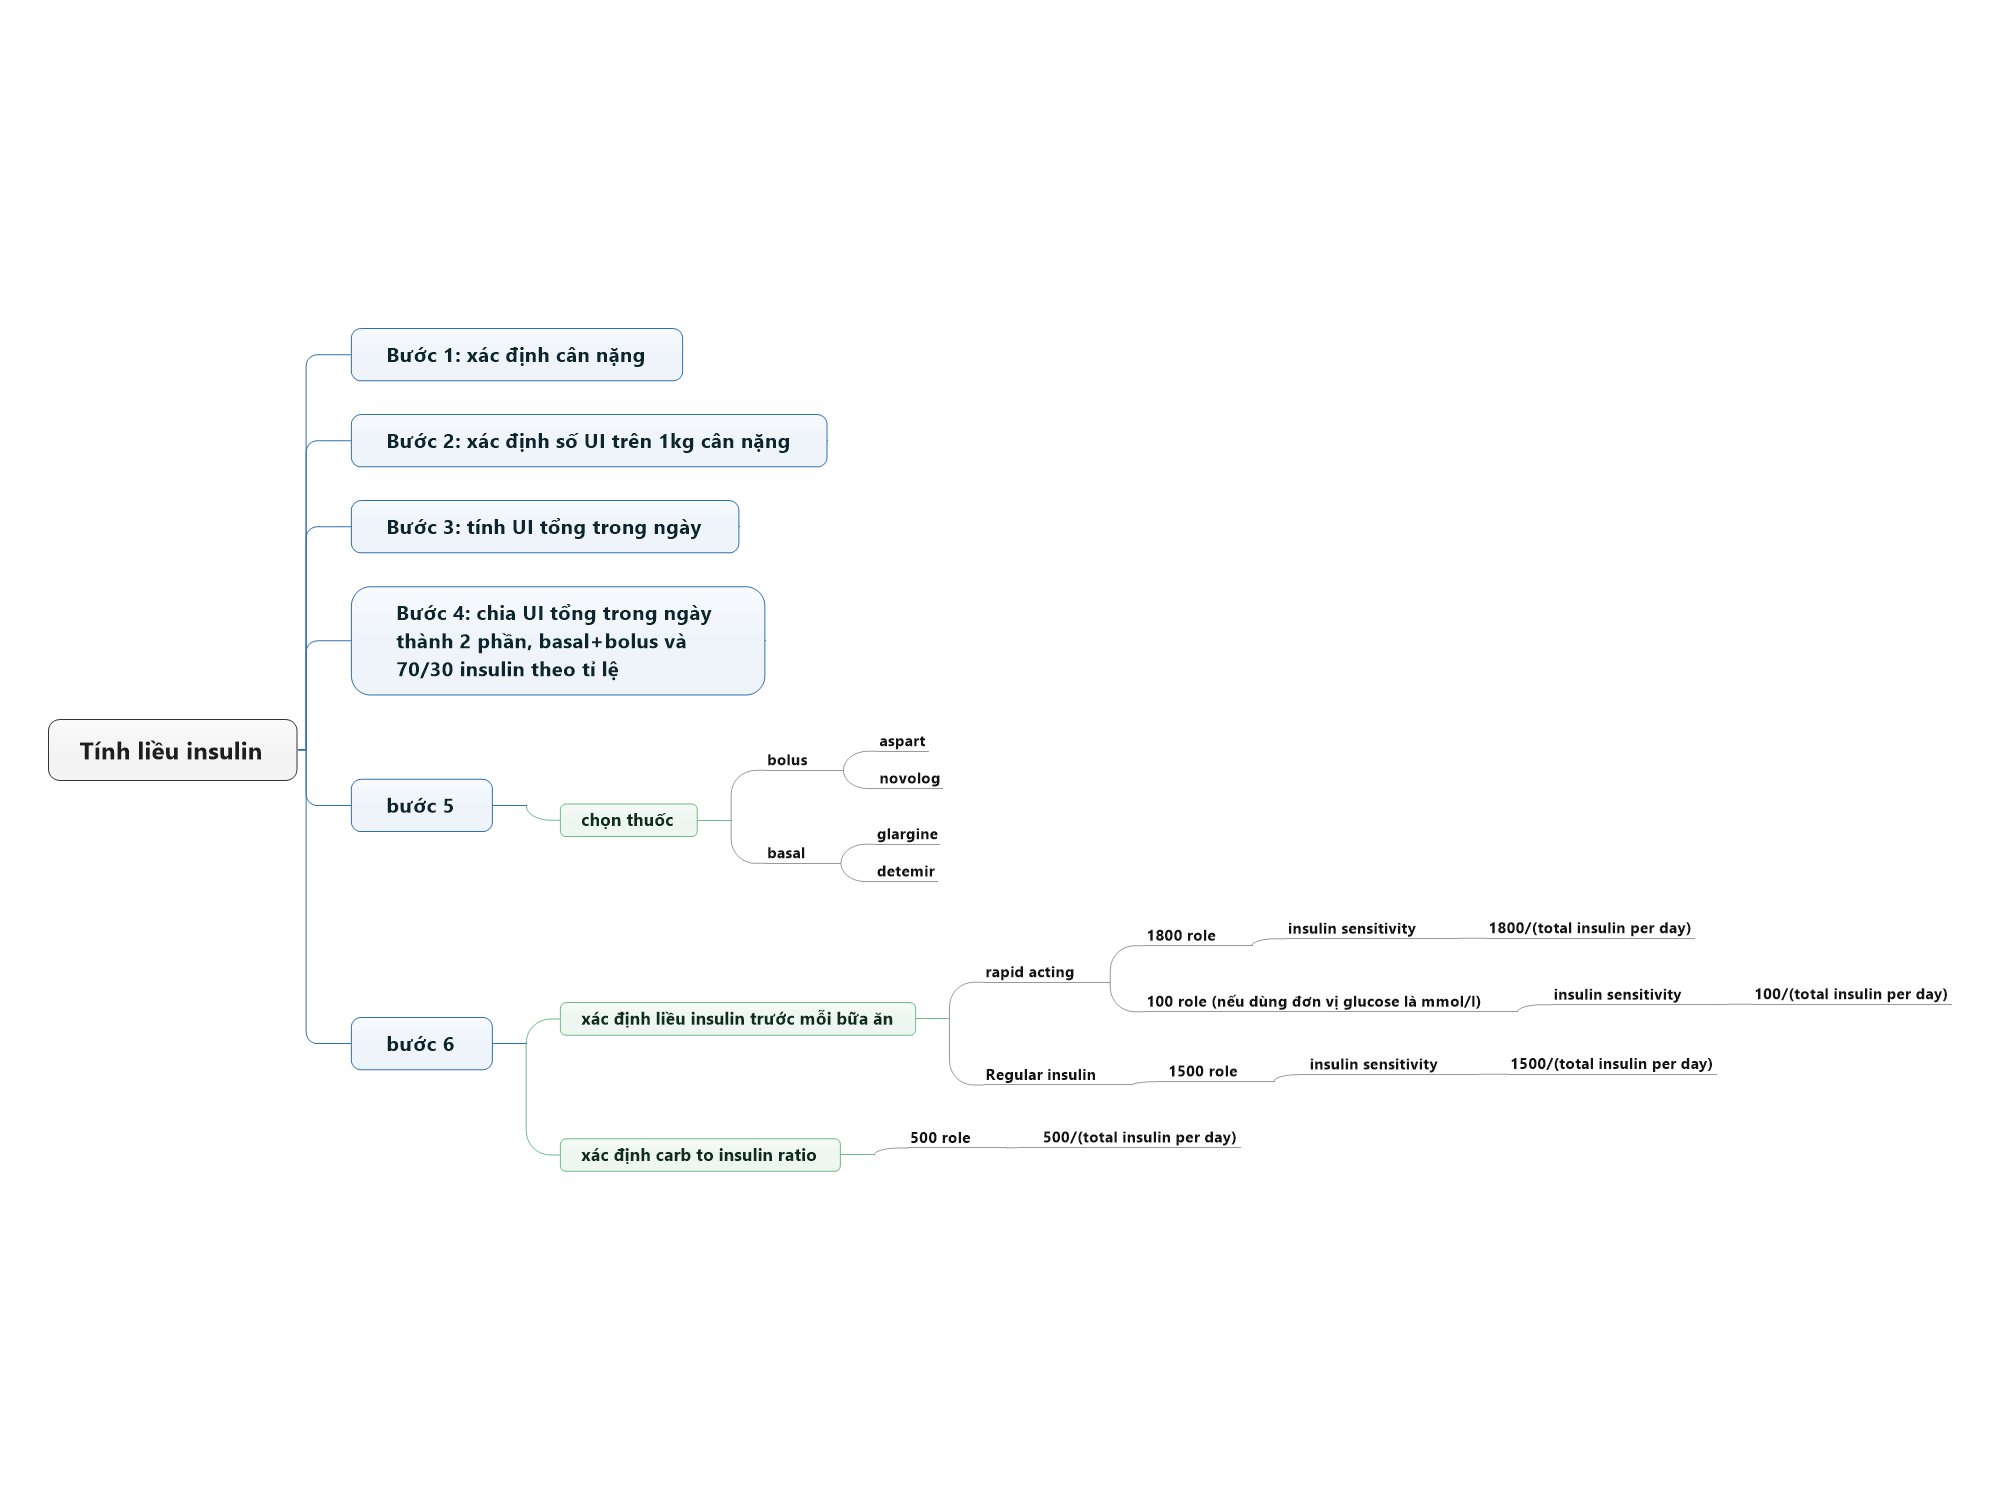 Tính liều insulin
Bước 1: xác định cân nặng
Bước 2: xác định số UI trên 1kg cân nặng
Bước 3: tính UI tổng trong ngày
Bước 4: chia UI tổng trong ngày
thành 2 phần, basal+bolus và
70/30 insulin theo tỉ lệ
bước 5
chọn thuốc
bolus
aspart
novolog
basal
glargine
detemir
bước 6
xác định liều insulin trước mỗi bữa ăn
rapid acting
1800 role
insulin sensitivity
1800/(total insulin per day)
100 role (nếu dùng đơn vị glucose là mmol/l)
insulin sensitivity
100/(total insulin per day)
Regular insulin
1500 role
insulin sensitivity
1500/(total insulin per day)
xác định carb to insulin ratio
500 role
500/(total insulin per day)